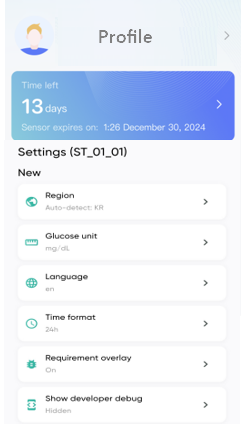 Profile
Time left
13 days
Sensor expires on: 1:26 December 30, 2024
Settings (ST_01_01)
New
Region
Auto-detect: KR
Glucose unit
mg/dL
Language
en
Time format
24h
Requirement overlay
On
Show developer debug
Hidden